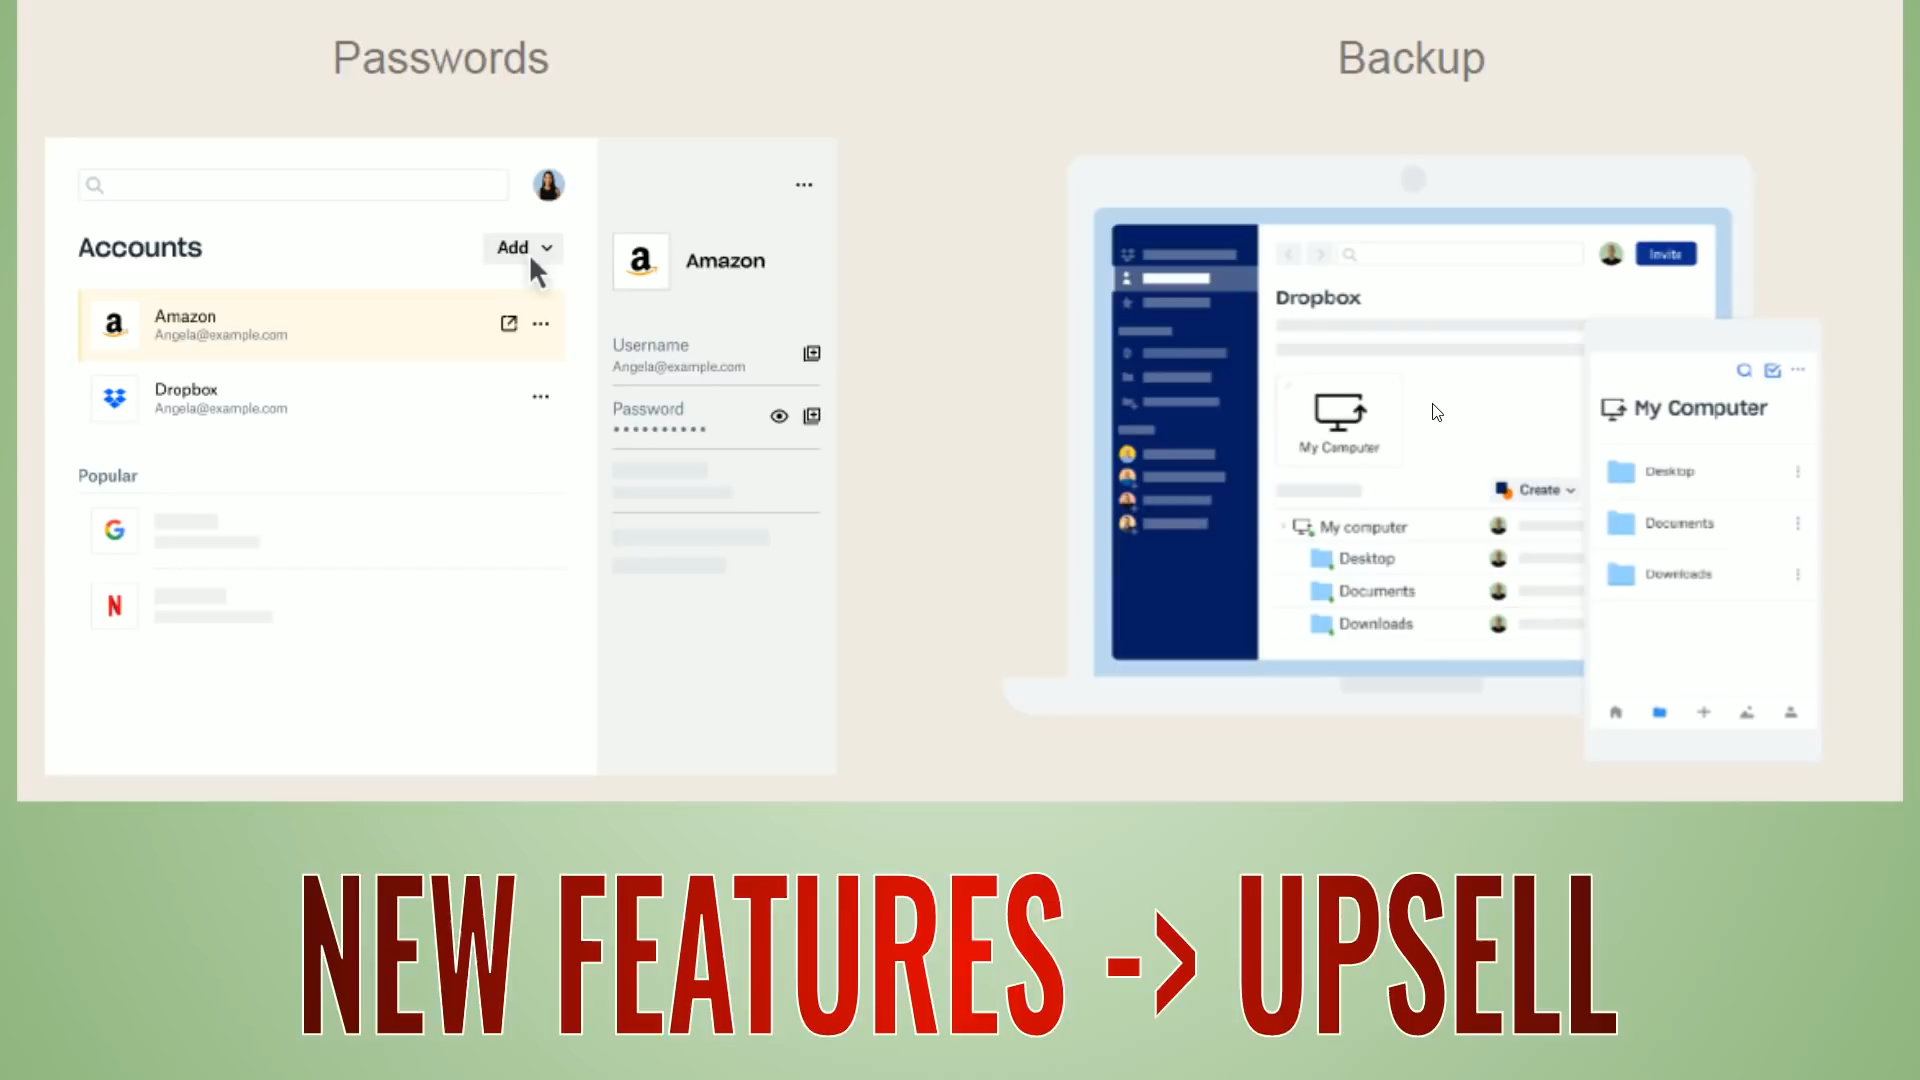 Passwords
Backup
Accounts
Add
Amazon
Angela@example.com
Dropbox
Angela@example.com
Popular
Amazon
Username
Angela@example.com
Password
Invite
Dropbox
My Computer
Create
My computer
Desktop
Documents
Downloads
My Computer
Desktop
Documents
Downloads
NEW FEATURES -> UPSELL